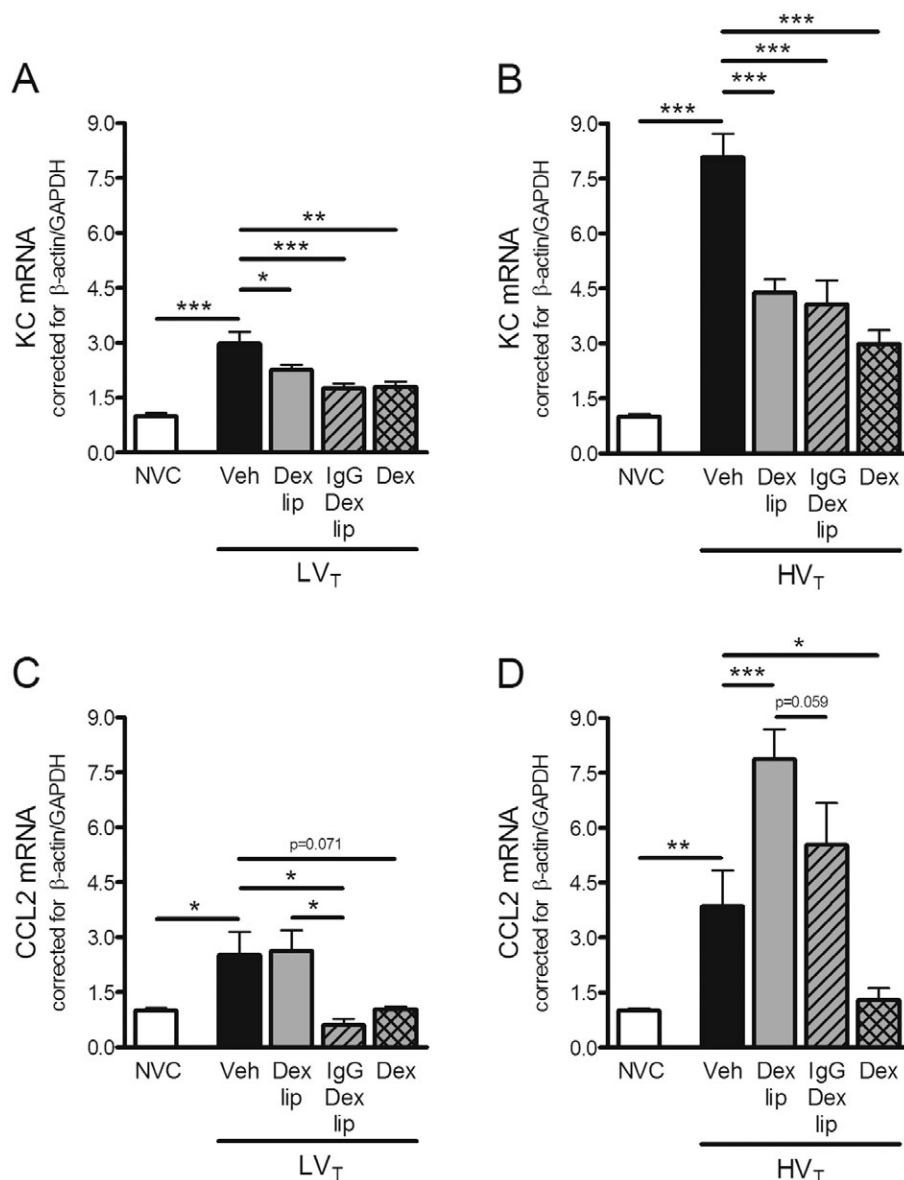 A
KC mRNA
corrected for β-actin/GAPDH
9.0
7.5
6.0
4.5
3.0
1.5
0.0
***
*
***
**
NVC
Veh
Dex
lip
IgG
Dex
lip
Dex
LVT
B
KC mRNA
corrected for β-actin/GAPDH
9.0
7.5
6.0
4.5
3.0
1.5
0.0
***
***
***
***
NVC
Veh
Dex
lip
IgG
Dex
lip
Dex
HVT
C
CCL2 mRNA
corrected for β-actin/GAPDH
9.0
7.5
6.0
4.5
3.0
1.5
0.0
p=0.071
*
*
*
NVC
Veh
Dex
lip
IgG
Dex
lip
Dex
LVT
D
CCL2 mRNA
corrected for β-actin/GAPDH
9.0
7.5
6.0
4.5
3.0
1.5
0.0
*
***
p=0.059
**
NVC
Veh
Dex
lip
IgG
Dex
lip
Dex
HVT